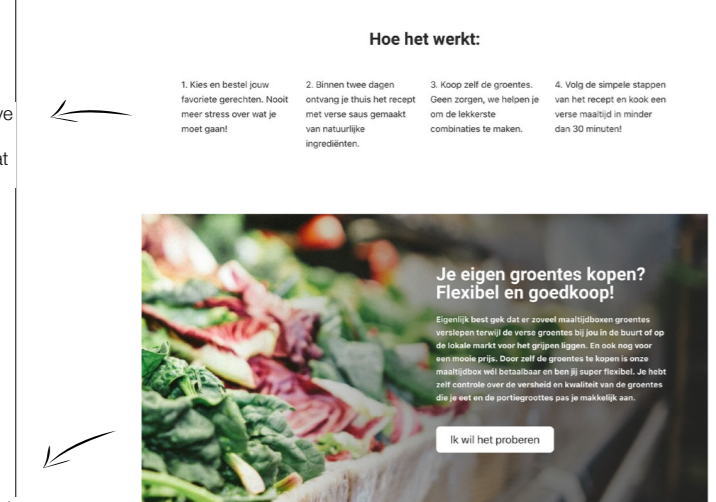 Hoe het werkt:
1. Kies en bestel jouw
favoriete gerechten. Nooit
meer stress over wat je
moet gaan!
2. Binnen twee dagen
ontvang je thuis het recept
met verse saus gemaakt
van natuurlijke
ingrediënten.
3. Koop zelf de groentes.
Geen zorgen, we helpen je
om de lekkerste
combinaties te maken.
4. Volg de simpele stappen
van het recept en kook een
verse maaltijd in minder
dan 30 minuten!
ve
at
Je eigen groentes kopen?
Flexibel en goedkoop!
Eigenlijk best gek dat er zoveel maaltijdboxen groentes
verslepen terwijl de verse groentes bij jou in de buurt of op
de lokale markt voor het grijpen liggen. En ook nog voor
een mooie prijs. Door zelf de groentes te kopen is onze
maaltijdbox wél betaalbaar en ben jij super flexibel. Je hebt
zelf controle over de versheid en kwaliteit van de groentes
die je eet en de portiegroottes pas je makkelijk aan.
Ik wil het proberen